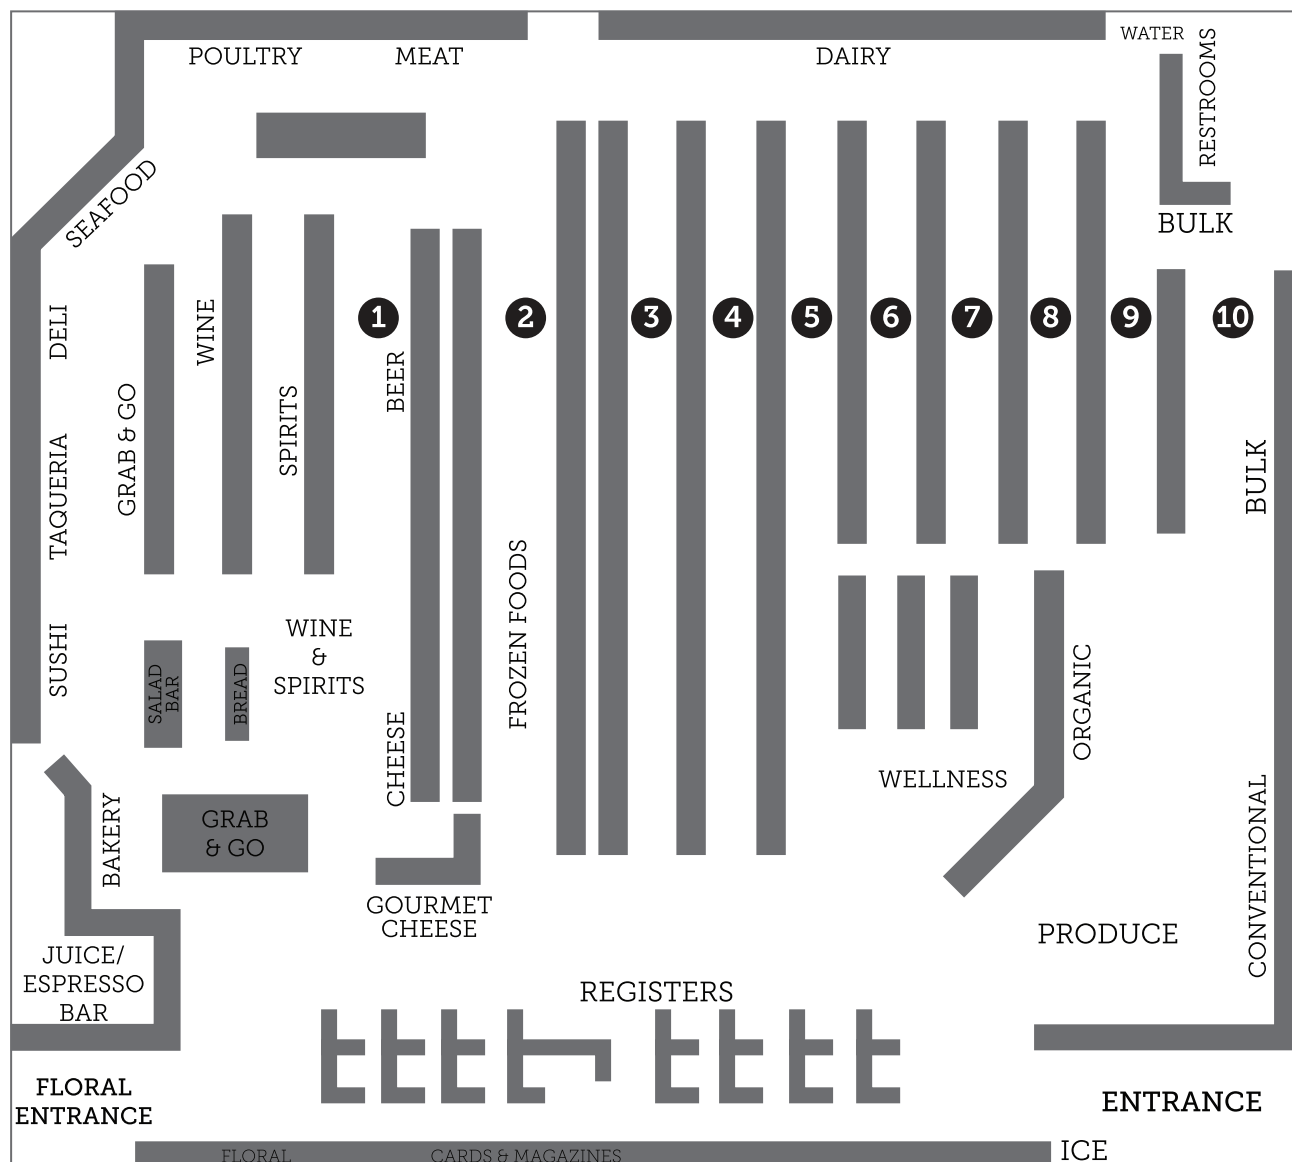 WATER
POULTRY
MEAT
DAIRY
RESTROOMS
SEAFOOD
BULK
DELI
WINE
1
2
3
4
5
6
7
8
9
10
BEER
GRAB & GO
SPIRITS
TAQUERIA
BULK
FROZEN FOODS
SUSHI
SALAD
BAR
BREAD
WINE
&
SPIRITS
CHEESE
ORGANIC
WELLNESS
BAKERY
GRAB
& GO
CONVENTIONAL
GOURMET
CHEESE
PRODUCE
JUICE/
ESPRESSO
BAR
REGISTERS
FLORAL
ENTRANCE
ENTRANCE
FLORAL
CARDS & MAGAZINES
ICE